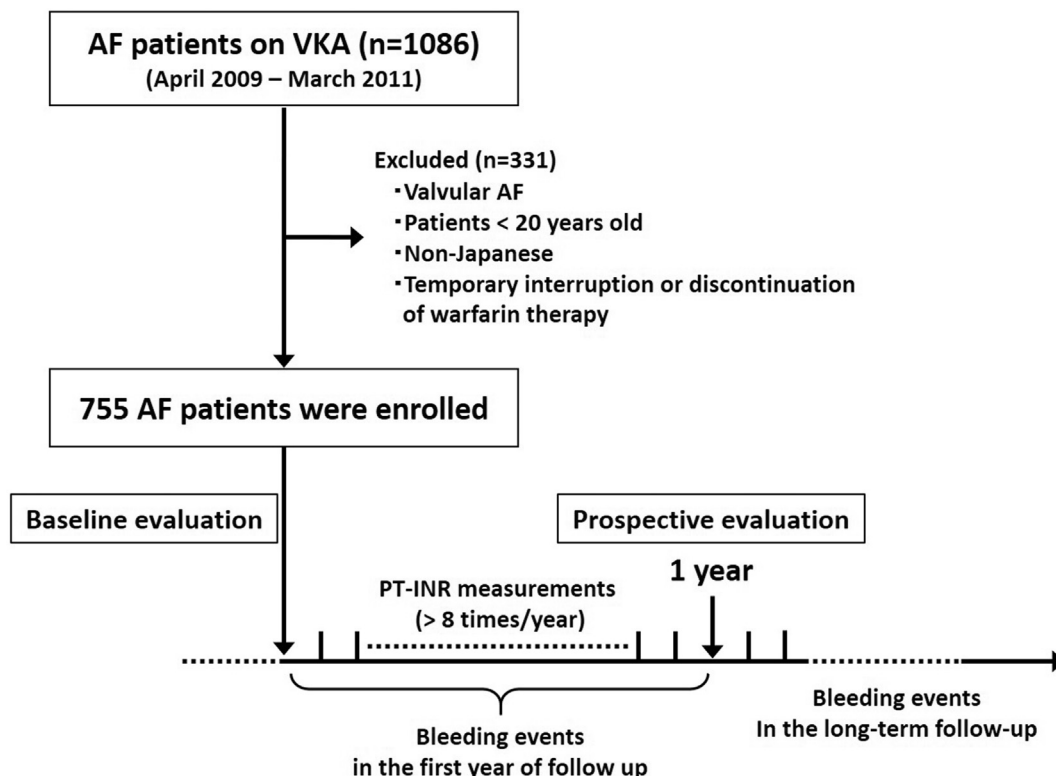 AF patients on VKA (n=1086)
(April 2009 – March 2011)
Excluded (n=331)
･Valvular AF
･Patients < 20 years old
･Non-Japanese
･Temporary interruption or discontinuation
of warfarin therapy
755 AF patients were enrolled
Baseline evaluation
Prospective evaluation
1 year
PT-INR measurements
(> 8 times/year)
Bleeding events
in the first year of follow up
Bleeding events
In the long-term follow-up